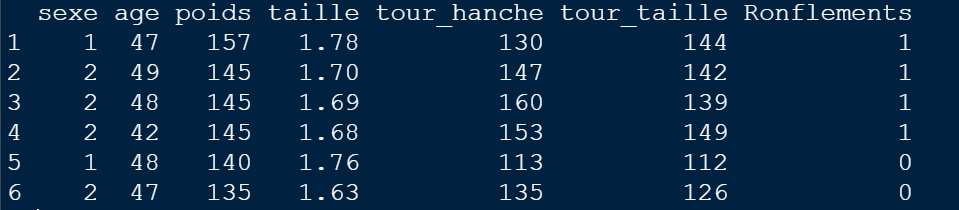 sexe age poids taille tour_hanche tour_taille Ronflements
1 1 47 157 1.78 130 144 1
2 2 49 145 1.70 147 142 1
3 2 48 145 1.69 160 139 1
4 2 42 145 1.68 153 149 1
5 1 48 140 1.76 113 112 0
6 2 47 135 1.63 135 126 0